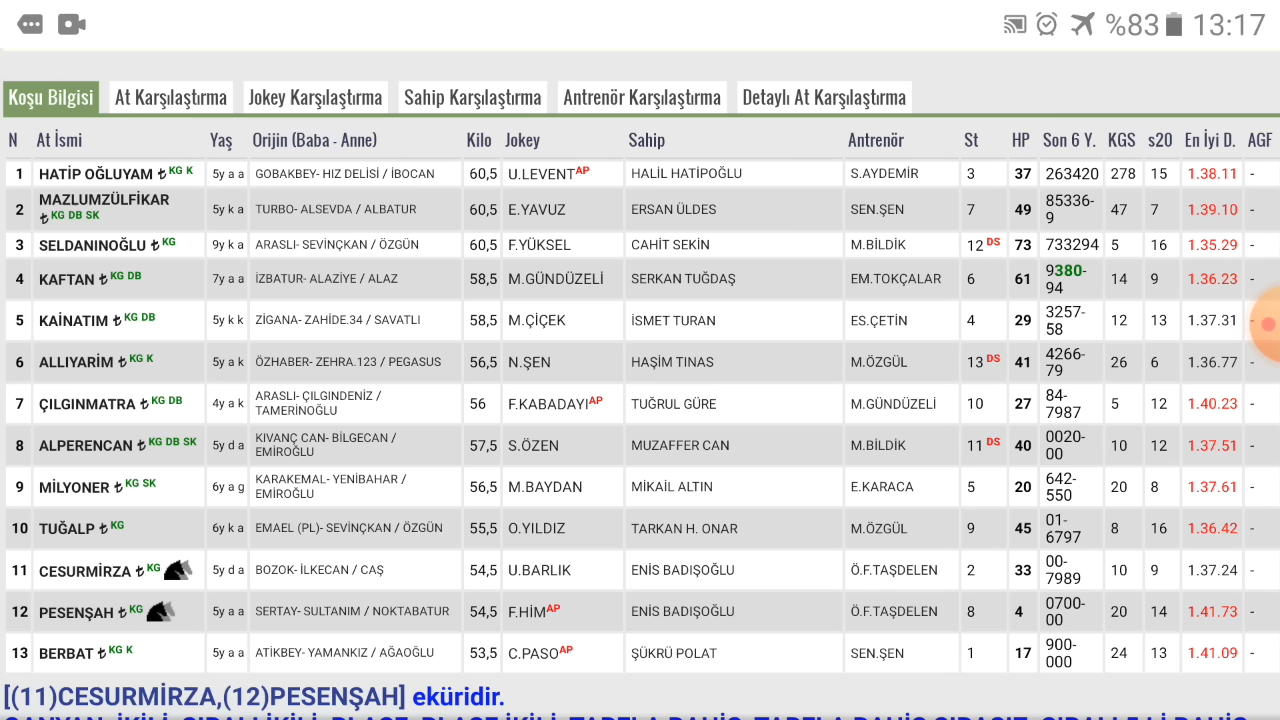 %83 13:17
Koşu Bilgisi At Karşılaştırma Jokey Karşılaştırma Sahip Karşılaştırma Antrenör Karşılaştırma Detaylı At Karşılaştırma
N At İsmi Yaş Orijin (Baba - Anne) Kilo Jokey Sahip Antrenör St HP Son 6 Y. KGS s20 En İyi D. AGF
1 HATİP OĞLUYAM ₺ KG K 5y a a GOBAKBEY- HIZ DELİSİ / İBOCAN 60,5 U.LEVENT AP HALİL HATİPOĞLU S.AYDEMİR 3 37 263420 278 15 1.38.11 -
2 MAZLUMZÜLFİKAR ₺ KG DB SK 5y k a TURBO- ALSEVDA / ALBATUR 60,5 E.YAVUZ ERSAN ÜLDES SEN.ŞEN 7 49 85336-9 47 7 1.39.10 -
3 SELDANINOĞLU ₺ KG 9y k a ARASLI- SEVİNÇKAN / ÖZGÜN 60,5 F.YÜKSEL CAHİT SEKİN M.BİLDİK 12 DS 73 733294 5 16 1.35.29 -
4 KAFTAN ₺ KG DB 7y a a İZBATUR- ALAZİYE / ALAZ 58,5 M.GÜNDÜZELİ SERKAN TUĞDAŞ EM.TOKÇALAR 6 61 9380-94 14 9 1.36.23 -
5 KAİNATIM ₺ KG DB 5y k k ZİGANA- ZAHİDE.34 / SAVATLI 58,5 M.ÇİÇEK İSMET TURAN ES.ÇETİN 4 29 3257-58 12 13 1.37.31 -
6 ALLIYARİM ₺ KG K 5y a k ÖZHABER- ZEHRA.123 / PEGASUS 56,5 N.ŞEN HAŞİM TINAS M.ÖZGÜL 13 DS 41 4266-79 26 6 1.36.77 -
7 ÇILGINMATRA ₺ KG DB 4y a k ARASLI- ÇILGINDENİZ / TAMERİNOĞLU 56 F.KABADAYI AP TUĞRUL GÜRE M.GÜNDÜZELİ 10 27 84-7987 5 12 1.40.23 -
8 ALPERENCAN ₺ KG DB SK 5y d a KIVANÇ CAN- BİLGECAN / EMİROĞLU 57,5 S.ÖZEN MUZAFFER CAN M.BİLDİK 11 DS 40 0020-00 10 12 1.37.51 -
9 MİLYONER ₺ KG SK 6y a g KARAKEMAL- YENİBAHAR / EMİROĞLU 56,5 M.BAYDAN MİKAİL ALTIN E.KARACA 5 20 642-550 20 8 1.37.61 -
10 TUĞALP ₺ KG 6y k a EMAEL (PL)- SEVİNÇKAN / ÖZGÜN 55,5 O.YILDIZ TARKAN H. ONAR M.ÖZGÜL 9 45 01-6797 8 16 1.36.42 -
11 CESURMİRZA ₺ KG 5y d a BOZOK- İLKECAN / CAŞ 54,5 U.BARLIK ENİS BADIŞOĞLU Ö.F.TAŞDELEN 2 33 00-7989 10 9 1.37.24 -
12 PESENŞAH ₺ KG 5y a a SERTAY- SULTANIM / NOKTABATUR 54,5 F.HİM AP ENİS BADIŞOĞLU Ö.F.TAŞDELEN 8 4 0700-00 20 14 1.41.73 -
13 BERBAT ₺ KG K 5y a a ATİKBEY- YAMANKIZ / AĞAOĞLU 53,5 C.PASO AP ŞÜKRÜ POLAT SEN.ŞEN 1 17 900-000 24 13 1.41.09 -
[(11)CESURMİRZA,(12)PESENŞAH] eküridir.